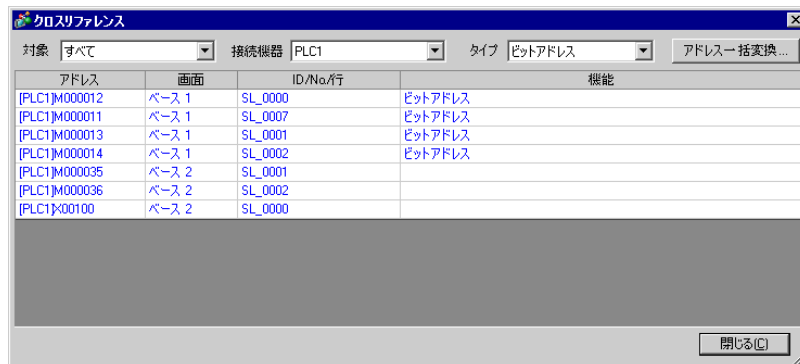 クロスリファレンス
対象 すべて 接続機器 PLC1 タイプ ビットアドレス アドレス一括変換...
アドレス 画面 ID/No./行 機能
[PLC1]M000012 ベース 1 SL_0000 ビットアドレス
[PLC1]M000011 ベース 1 SL_0007 ビットアドレス
[PLC1]M000013 ベース 1 SL_0001 ビットアドレス
[PLC1]M000014 ベース 1 SL_0002 ビットアドレス
[PLC1]M000035 ベース 2 SL_0001
[PLC1]M000036 ベース 2 SL_0002
[PLC1]X00100 ベース 2 SL_0000
閉じる(C)